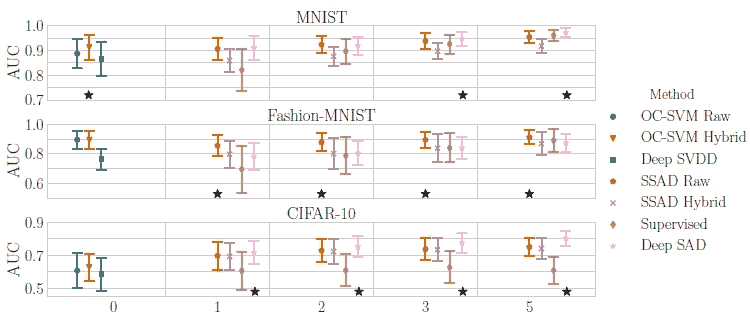 MNIST
1.0
0.9
0.8
0.7
AUC
Fashion-MNIST
1.0
0.8
0.6
AUC
CIFAR-10
0.9
0.7
0.5
AUC
0 1 2 3 5
Method
OC-SVM Raw
OC-SVM Hybrid
Deep SVDD
SSAD Raw
SSAD Hybrid
Supervised
Deep SAD